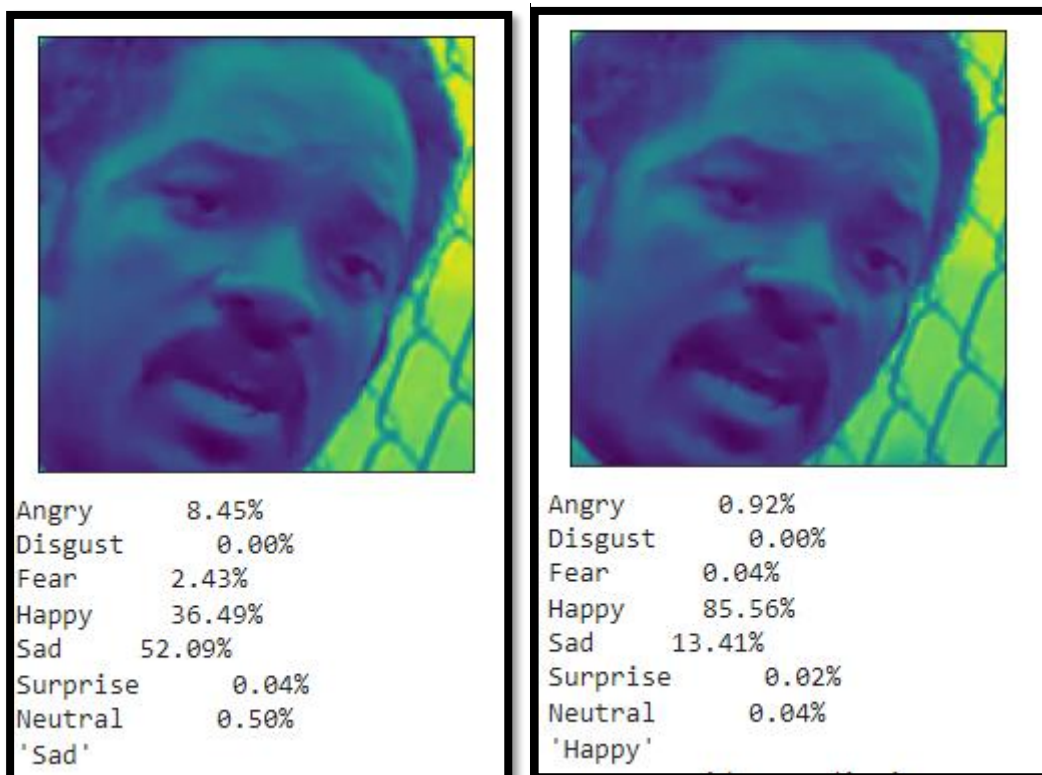 Angry 8.45%
Disgust 0.00%
Fear 2.43%
Happy 36.49%
Sad 52.09%
Surprise 0.04%
Neutral 0.50%
'Sad'
Angry 0.92%
Disgust 0.00%
Fear 0.04%
Happy 85.56%
Sad 13.41%
Surprise 0.02%
Neutral 0.04%
'Happy'